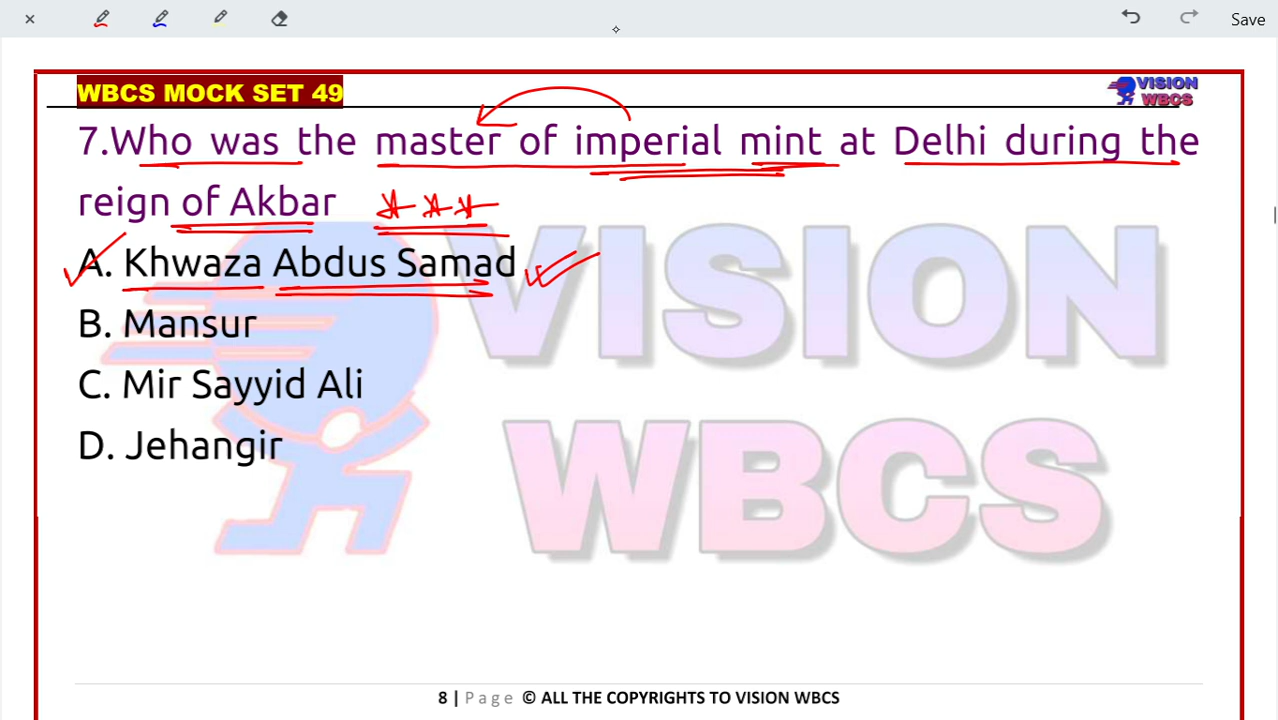 Save
WBCS MOCK SET 49
VISION
WBCS
7.Who was the master of imperial mint at Delhi during the
reign of Akbar
A. Khwaza Abdus Samad
B. Mansur
C. Mir Sayyid Ali
D. Jehangir
VISION
WBCS
8 | Page © ALL THE COPYRIGHTS TO VISION WBCS